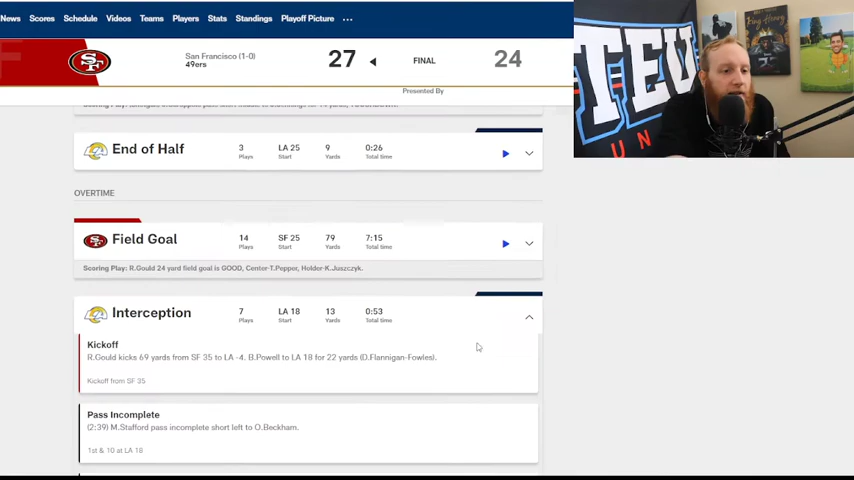 News Scores Schedule Videos Teams Players Stats Standings Playoff Picture ...
San Francisco (1-0)
49ers
27 FINAL 24
Presented By
End of Half
3 LA 25 9 0:26
Plays Start Yards Total time
OVERTIME
Field Goal
14 SF 25 79 7:15
Plays Start Yards Total time
Scoring Play: R.Gould 24 yard field goal is GOOD, Center-T.Pepper, Holder-K.Juszczyk.
Interception
7 LA 18 13 0:53
Plays Start Yards Total time
Kickoff
R.Gould kicks 69 yards from SF 35 to LA -4. B.Powell to LA 18 for 22 yards (D.Flannigan-Fowles).
Kickoff from SF 35
Pass Incomplete
(2:39) M.Stafford pass incomplete short left to O.Beckham.
1st & 10 at LA 18